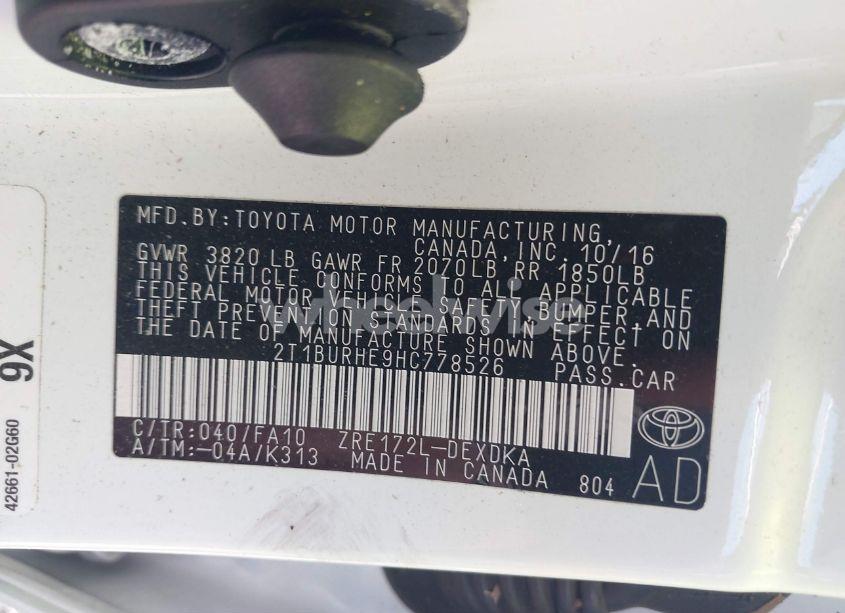 MFD.BY:TOYOTA MOTOR MANUFACTURING,
CANADA,INC. 10/16
GVWR 3820 LB GAWR FR 2070LB RR 1850LB
THIS VEHICLE CONFORMS TO ALL APPLICABLE
FEDERAL MOTOR VEHICLE SAFETY,BUMPER,AND
THEFT PREVENTION STANDARDS IN EFFECT ON
THE DATE OF MANUFACTURE SHOWN ABOVE.
2T1BURHE9HC778526 PASS.CAR
C/TR:040/FA10 ZRE172L-DEXDKA
A/TM:-04A/K313 MADE IN CANADA 804
AD
42661-02G60
9X
wheelwise